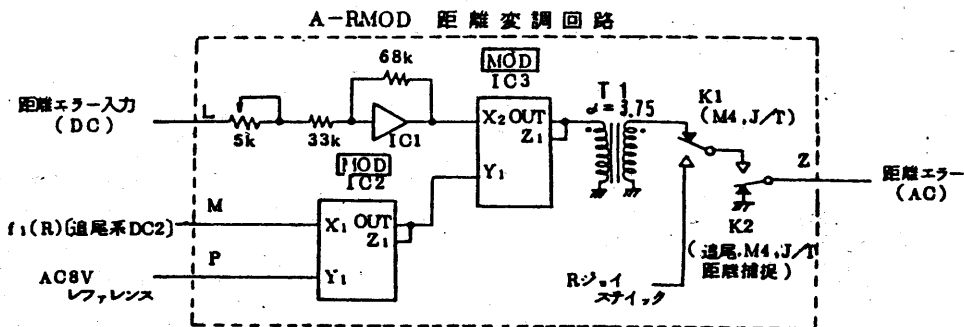 A-RMOD 距離変調回路
距離エラー入力
(DC)
L
5k
33k
68k
IC1
MOD
IC3
X2 OUT
Z1
Y1
T1
α=3.75
K1
(M4, J/T)
Z
距離エラー
(AC)
K2
(追尾、M4, J/T
距離捕捉)
MOD
IC2
f1(R)[追尾系DC2]
M
X1 OUT
Z1
Y1
P
AC8V
レファレンス
Rジョイ
スティック